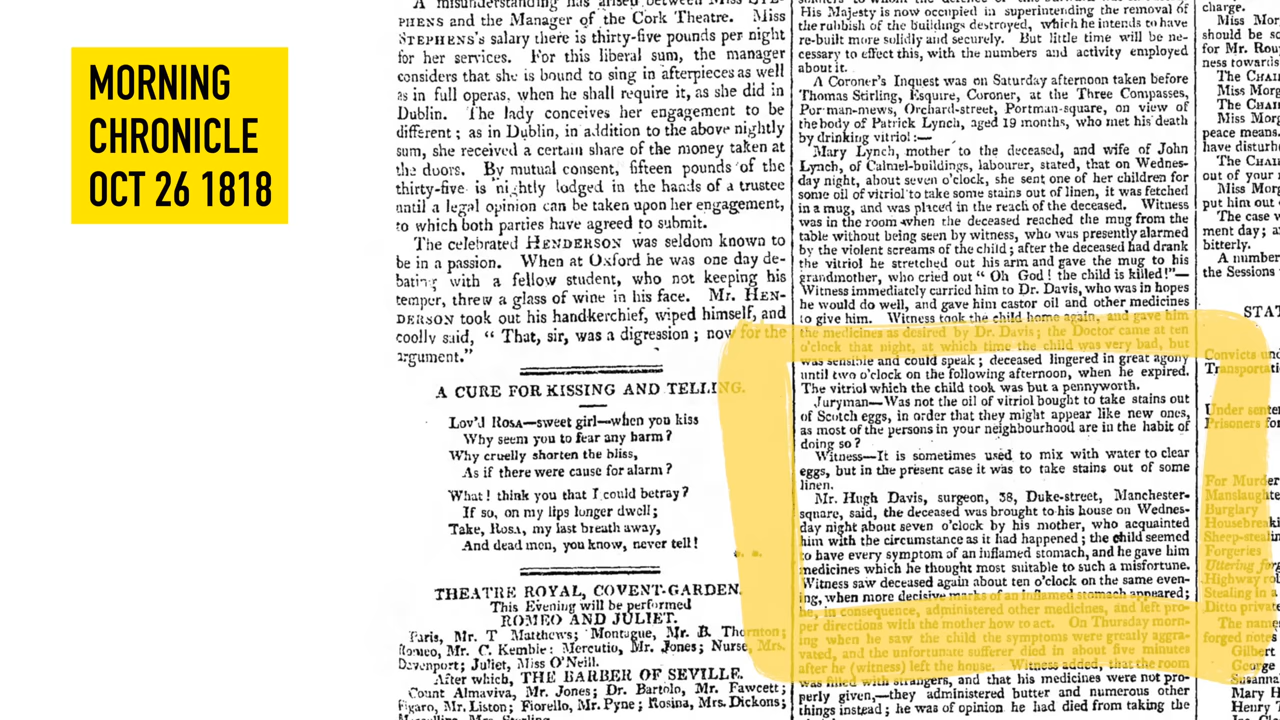 MORNING
CHRONICLE
OCT 26 1818
A misunderstanding has arisen between Miss STE-
PHENS and the Manager of the Cork Theatre. Miss
STEPHENS's salary there is thirty-five pounds per night
for her services. For this liberal sum, the manager
considers that she is bound to sing in afterpieces as well
as in full operas, when he shall require it, as she did in
Dublin. The lady conceives her engagement to be
different; as in Dublin, in addition to the above nightly
sum, she received a certain share of the money taken at
the doors. By mutual consent, fifteen pounds of the
thirty-five is nightly lodged in the hands of a trustee
until a legal opinion can be taken upon her engagement,
to which both parties have agreed to submit.
The celebrated HENDERSON was seldom known to
be in a passion. When at Oxford he was one day de-
bating with a fellow student, who not keeping his
temper, threw a glass of wine in his face. Mr. HEN-
DERSON took out his handkerchief, wiped himself, and
coolly said, " That, sir, was a digression; now for the
argument."
A CURE FOR KISSING AND TELLING.
Lov'd ROSA—sweet girl—when you kiss
Why seem you to fear any harm?
Why cruelly shorten the bliss,
As if there were cause for alarm?
What! think you that I could betray?
If so, on my lips longer dwell;
Take, Rosa, my last breath away,
And dead men, you know, never tell!
THEATRE ROYAL, COVENT-GARDEN.
This Evening will be performed
ROMEO AND JULIET.
Paris, Mr. T Matthews; Montague, Mr. B. Thornton;
Romeo, Mr. C. Kemble: Mercutio, Mr. Jones; Nurse, Mrs.
Davenport; Juliet, Miss O'Neill.
After which, THE BARBER OF SEVILLE.
Count Almaviva, Mr. Jones; Dr. Bartolo, Mr. Fawcett;
Figaro, Mr. Liston; Fiorello, Mr. Pyne; Rosina, Mrs. Dickons;
His Majesty is now occupied in superintending the removal of
the rubbish of the buildings destroyed, which he intends to have
re-built more solidly and securely. But little time will be ne-
cessary to effect this, with the numbers and activity employed
about it.
A Coroner's Inquest was on Saturday afternoon taken before
Thomas Stirling, Esquire, Coroner, at the Three Compasses,
Portman-mews, Orchard-street, Portman-square, on view of
the body of Patrick Lynch, aged 19 months, who met his death
by drinking vitriol:—
Mary Lynch, mother to the deceased, and wife of John
Lynch, of Calmel-buildings, labourer, stated, that on Wednes-
day night, about seven o'clock, she sent one of her children for
some oil of vitriol to take some stains out of linen, it was fetched
in a mug, and was placed in the reach of the deceased. Witness
was in the room when the deceased reached the mug from the
table without being seen by witness, who was presently alarmed
by the violent screams of the child; after the deceased had drank
the vitriol he stretched out his arm and gave the mug to his
grandmother, who cried out " Oh God! the child is killed!"—
Witness immediately carried him to Dr. Davis, who was in hopes
he would do well, and gave him castor oil and other medicines
to give him. Witness took the child home again, and gave him
the medicines as desired by Dr. Davis; the Doctor came at ten
o'clock that night, at which time the child was very bad, but
was sensible and could speak; deceased lingered in great agony
until two o'clock on the following afternoon, when he expired.
The vitriol which the child took was but a pennyworth.
Juryman—Was not the oil of vitriol bought to take stains out
of Scotch eggs, in order that they might appear like new ones,
as most of the persons in your neighbourhood are in the habit of
doing so?
Witness—It is sometimes used to mix with water to clear
eggs, but in the present case it was to take stains out of some
linen.
Mr. Hugh Davis, surgeon, 38, Duke-street, Manchester-
square, said, the deceased was brought to his house on Wednes-
day night about seven o'clock by his mother, who acquainted
him with the circumstance as it had happened; the child seemed
to have every symptom of an inflamed stomach, and he gave him
medicines which he thought most suitable to such a misfortune.
Witness saw deceased again about ten o'clock on the same even-
ing, when more decisive marks of an inflamed stomach appeared;
he, in consequence, administered other medicines, and left pro-
per directions with the mother how to act. On Thursday morn-
ing when he saw the child the symptoms were greatly aggra-
vated, and the unfortunate sufferer died in about five minutes
after he (witness) left the house. Witness added, that the room
was filled with strangers, and that his medicines were not pro-
perly given,—they administered butter and numerous other
things instead; he was of opinion he had died from taking the
charge.
Miss Mor
should be
for Mr.
ness towards
The CHAI
Miss Mor
The CHAI
Miss Mor
peace means.
have disturb
The CHAI
out of your
Miss Mor
put him out
The case
ment day;
bitterly.
A number
the Sessions
STAT
Convicts
Transportati
Under sente
Prisoners for
For Murder
Manslaughte
Burglary
Housebreaki
Sheep-steali
Forgeries
Uttering forg
Highway ro
Stealing in a
Ditto private
The names
forged notes
Gilbert
George
Susanna
Mary H
Henry
James